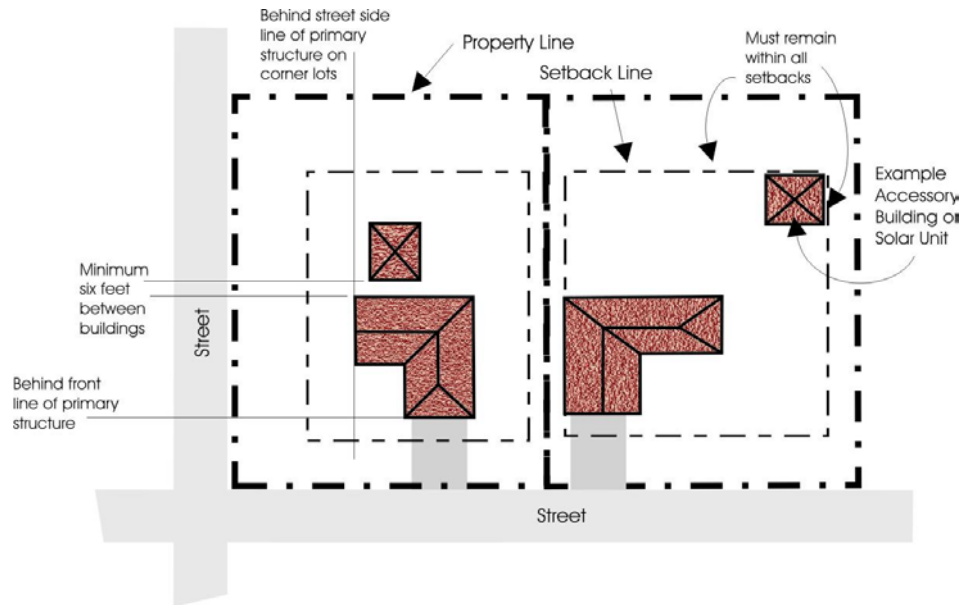 Behind street side
line of primary
structure on
corner lots
Property Line
Setback Line
Must remain
within all
setbacks
Example
Accessory
Building or
Solar Unit
Minimum
six feet
between
buildings
Street
Behind front
line of primary
structure
Street